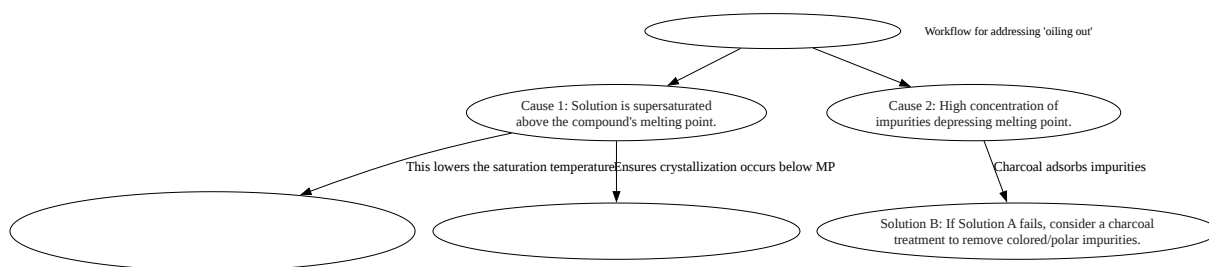 Workflow for addressing 'oiling out'
Cause 1: Solution is supersaturated
above the compound's melting point.
Cause 2: High concentration of
impurities depressing melting point.
This lowers the saturation temperature
Ensures crystallization occurs below MP
Charcoal adsorbs impurities
Solution B: If Solution A fails, consider a charcoal
treatment to remove colored/polar impurities.